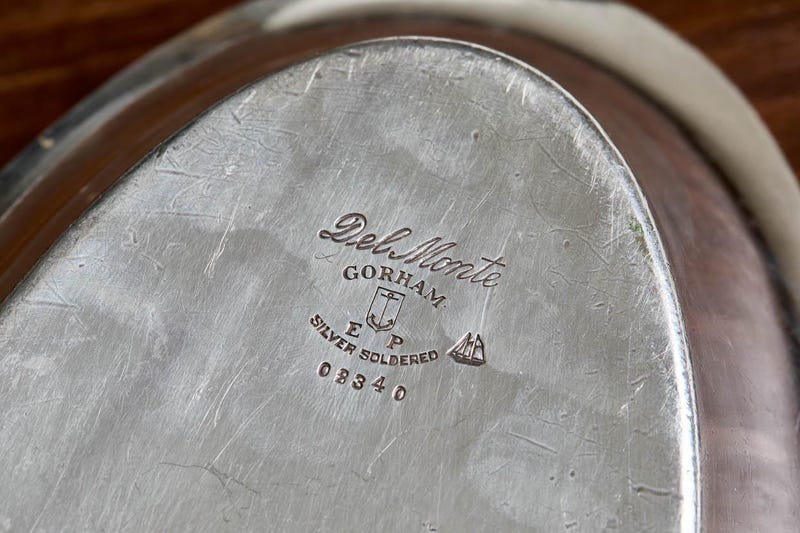 Del Monte
GORHAM
E P
SILVER SOLDERED
02340